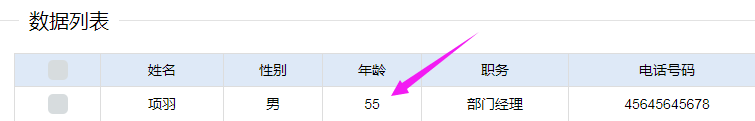 数据列表
姓名 性别 年龄 职务 电话号码
项羽 男 55 部门经理 45645645678